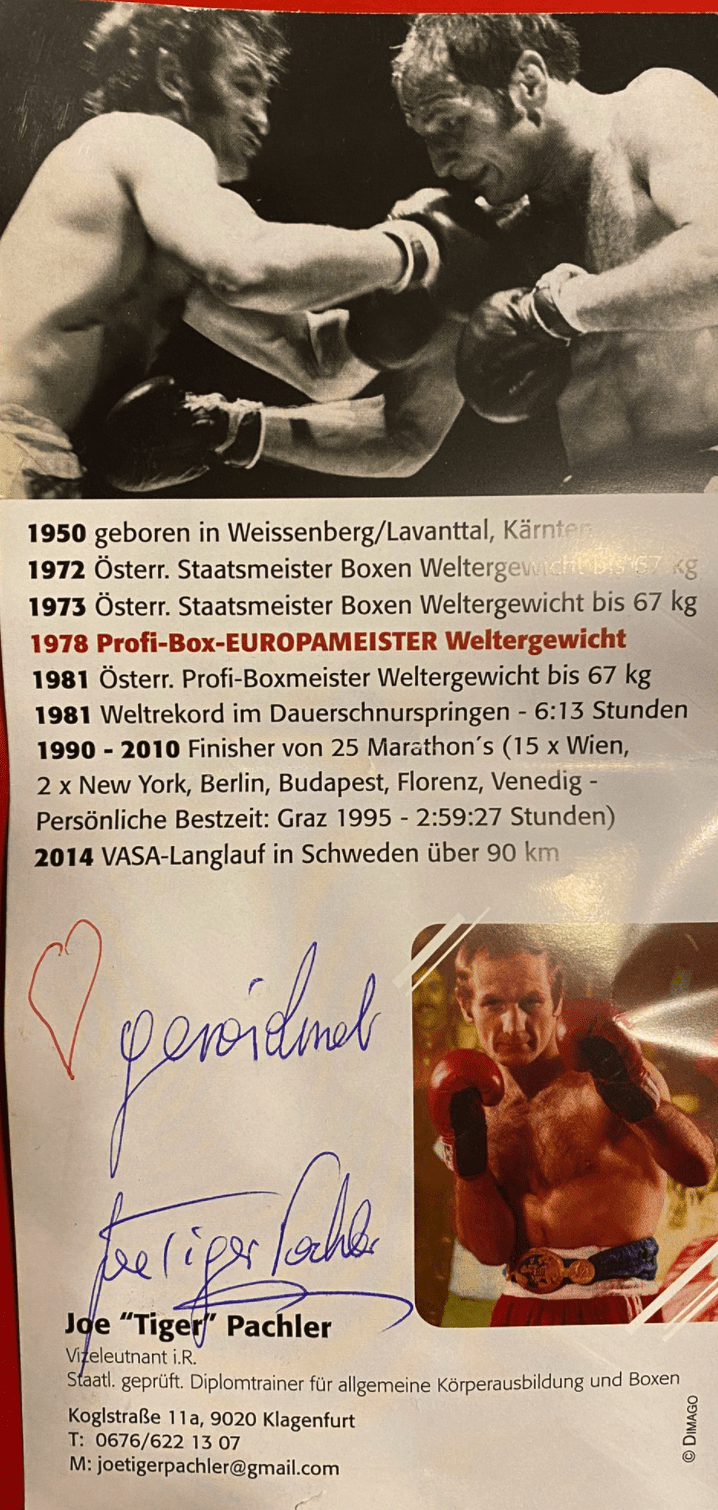 1950 geboren in Weissenberg/Lavanttal, Kärnten
1972 Österr. Staatsmeister Boxen Weltergewicht bis 67 kg
1973 Österr. Staatsmeister Boxen Weltergewicht bis 67 kg
1978 Profi-Box-EUROPAMEISTER Weltergewicht
1981 Österr. Profi-Boxmeister Weltergewicht bis 67 kg
1981 Weltrekord im Dauerschnurspringen - 6:13 Stunden
1990 - 2010 Finisher von 25 Marathon´s (15 x Wien,
2 x New York, Berlin, Budapest, Florenz, Venedig -
Persönliche Bestzeit: Graz 1995 - 2:59:27 Stunden)
2014 VASA-Langlauf in Schweden über 90 km
Joe Tiger Pachler
Joe “Tiger” Pachler
Vizeleutnant i.R.
Staatl. geprüft. Diplomtrainer für allgemeine Körperausbildung und Boxen
Koglstraße 11a, 9020 Klagenfurt
T: 0676/622 13 07
M: joetigerpachler@gmail.com
© DIMAGO